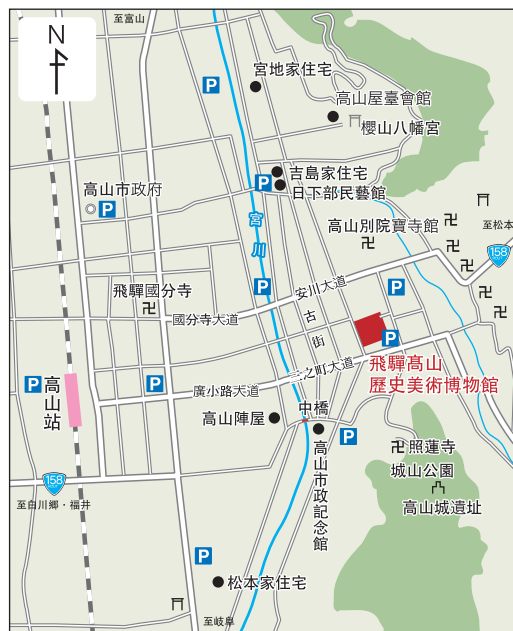 至富山
N
P
宮地家住宅
高山屋臺會館
櫻山八幡宮
吉島家住宅
P
日下部民藝館
高山市政府
P
宮川
高山別院寶寺館
至松本
158
飛驒國分寺
P
安川大道
P
國分寺大道
古街
P
三之町大道
飛驒髙山
歷史美術博物館
P
高山站
P
廣小路大道
中橋
高山陣屋
P
照蓮寺
高山市政記念館
城山公園
158
高山城遺址
至白川郷・福井
P
松本家住宅
至岐阜